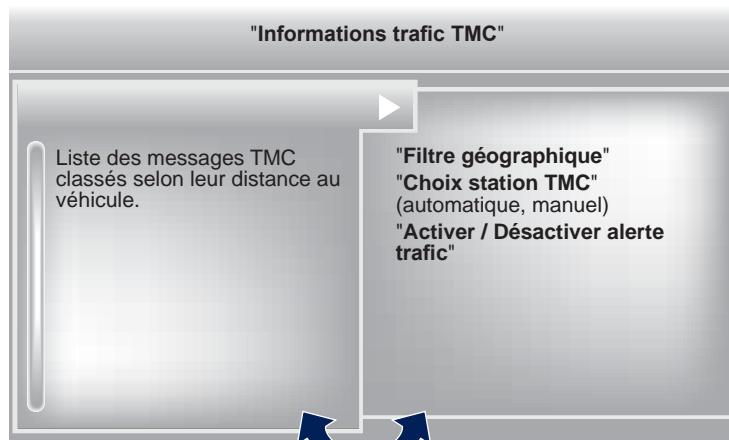 "Informations trafic TMC"
Liste des messages TMC
classés selon leur distance au
véhicule.
"Filtre géographique"
"Choix station TMC"
(automatique, manuel)
"Activer / Désactiver alerte
trafic"